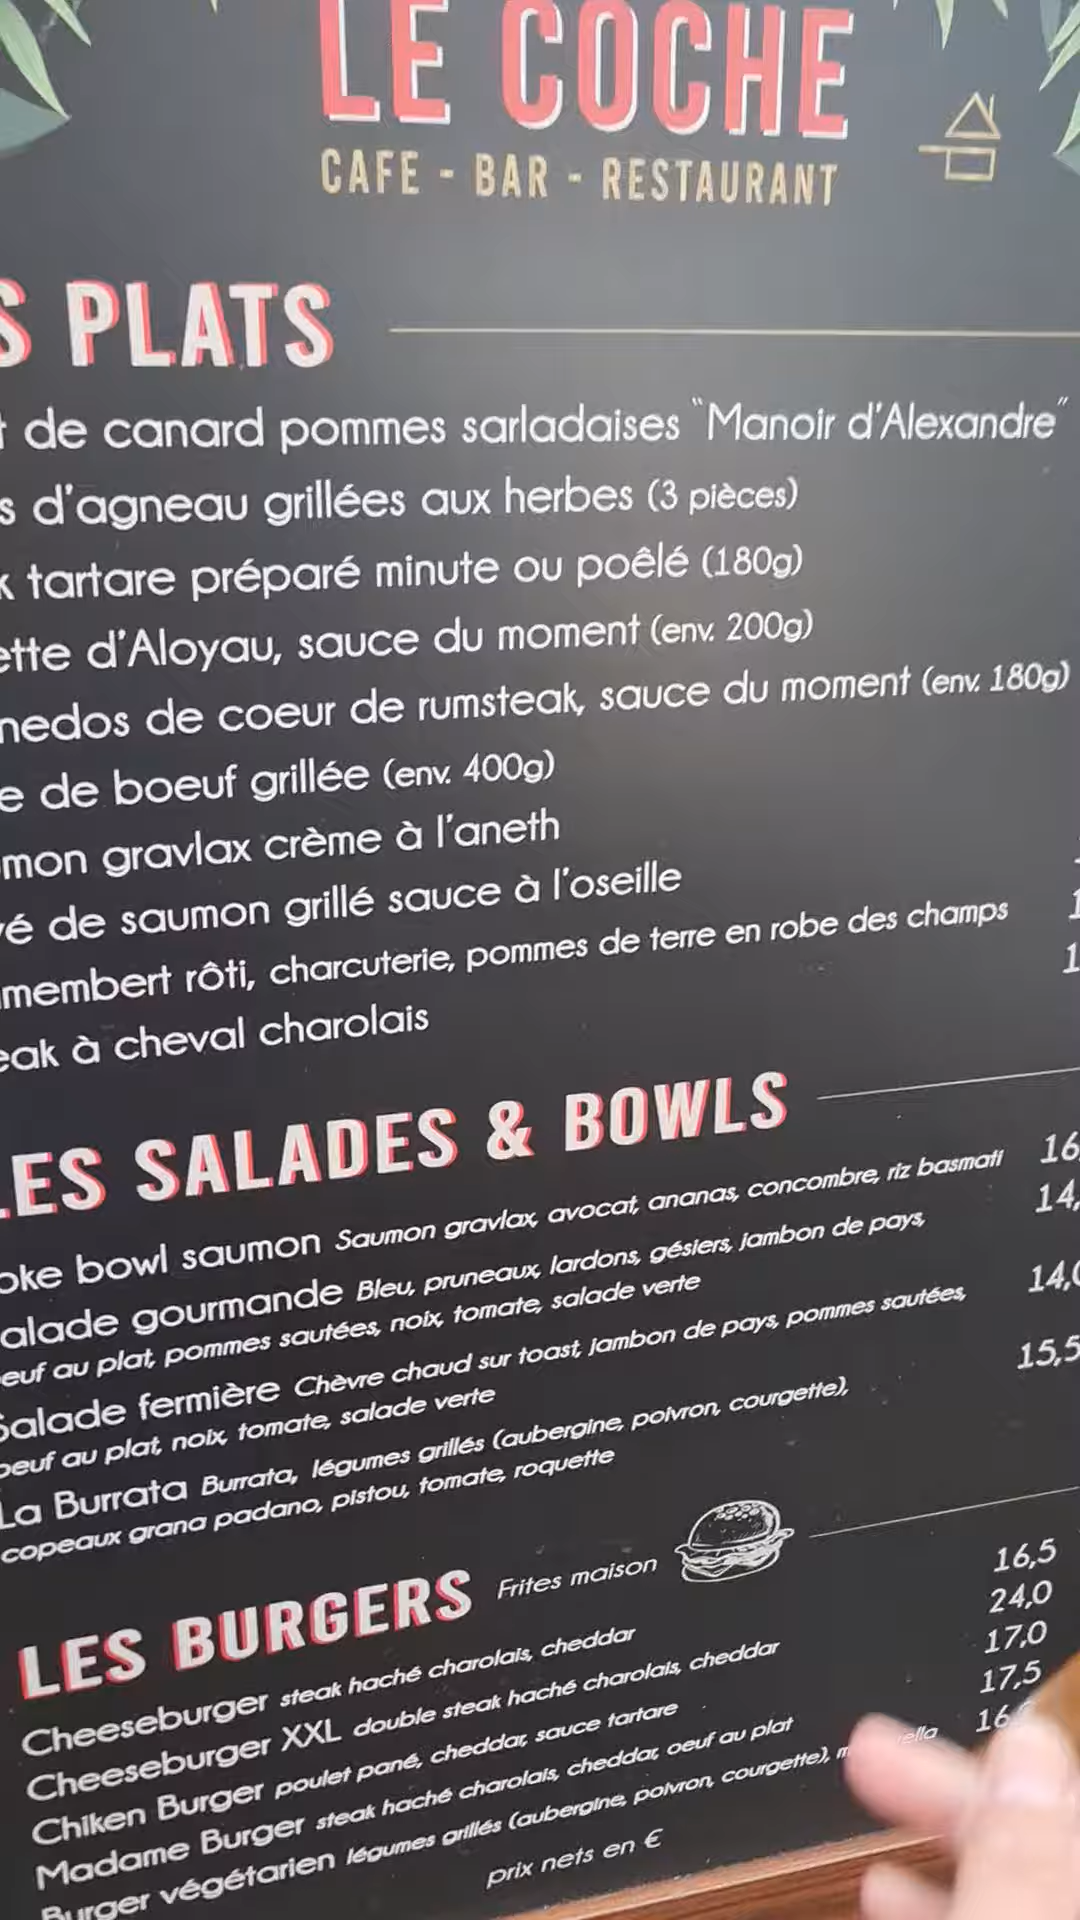 LE COCHE
CAFE - BAR - RESTAURANT
PLATS
de canard pommes sarladaises "Manoir d'Alexandre"
d'agneau grillées aux herbes (3 pièces)
tartare préparé minute ou poêlé (180g)
d'Aloyau, sauce du moment (env. 200g)
de coeur de rumsteak, sauce du moment (env. 180g)
de boeuf grillée (env. 400g)
gravlax crème à l'aneth
de saumon grillé sauce à l'oseille
rôti, charcuterie, pommes de terre en robe des champs
à cheval charolais
LES SALADES & BOWLS
bowl saumon Saumon gravlax, avocat, ananas, concombre, riz basmati 16,
gourmande Bleu, pruneaux, lardons, gésiers, jambon de pays, 14,
au plat, pommes sautées, noix, tomate, salade verte
Salade fermière Chèvre chaud sur toast, jambon de pays, pommes sautées, 14,0
oeuf au plat, noix, tomate, salade verte
La Burrata Burrata, légumes grillés (aubergine, poivron, courgette), 15,5
copeaux grana padano, pistou, tomate, roquette
LES BURGERS Frites maison
Cheeseburger steak haché charolais, cheddar 16,5
Cheeseburger XXL double steak haché charolais, cheddar 24,0
Chiken Burger poulet pané, cheddar, sauce tartare 17,0
Madame Burger steak haché charolais, cheddar, oeuf au plat 17,5
Burger végétarien légumes grillés (aubergine, poivron, courgette),
prix nets en €